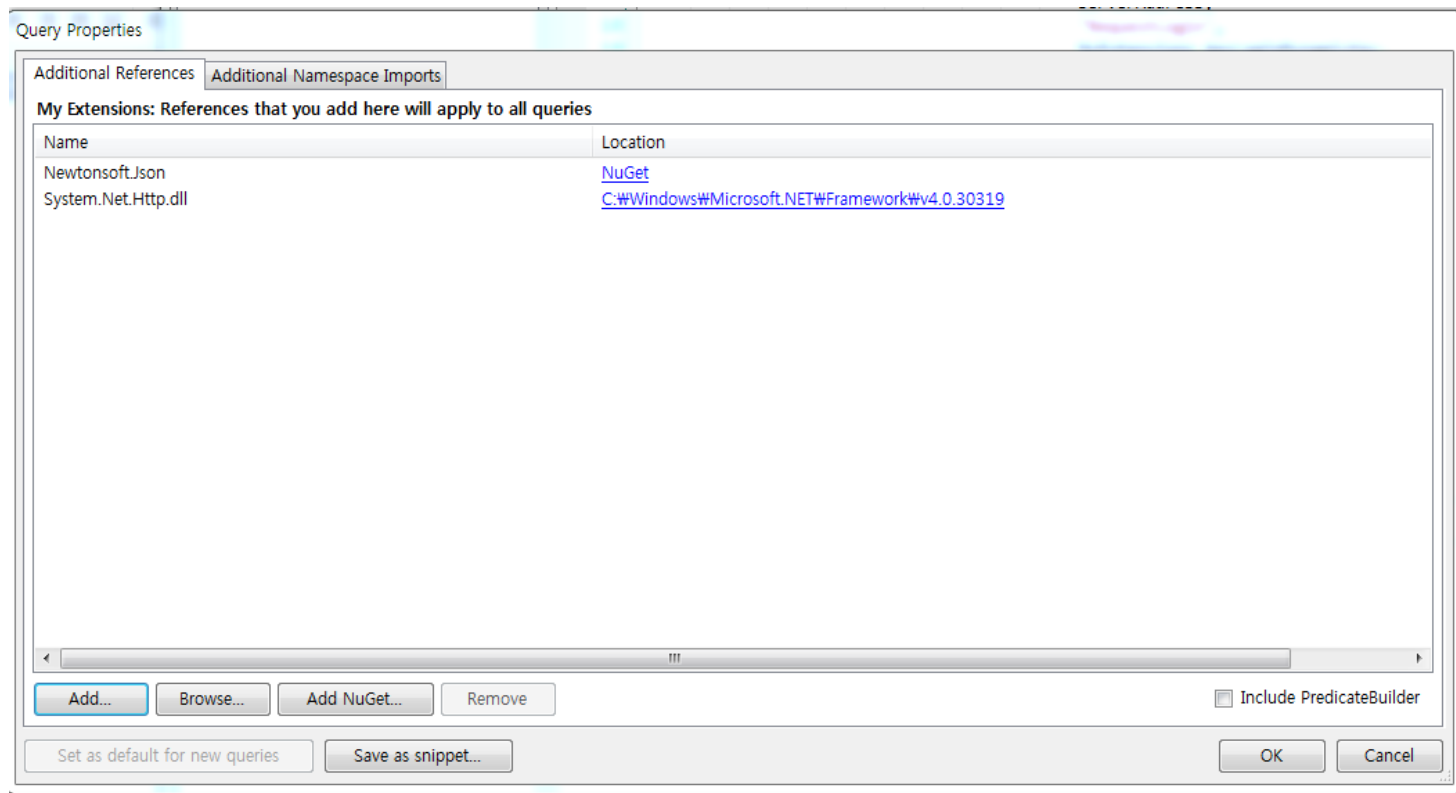 Query Properties
Additional References Additional Namespace Imports
My Extensions: References that you add here will apply to all queries
Name Location
Newtonsoft.Json NuGet
System.Net.Http.dll C:₩Windows₩Microsoft.NET₩Framework₩v4.0.30319
Add... Browse... Add NuGet... Remove Include PredicateBuilder
Set as default for new queries Save as snippet... OK Cancel